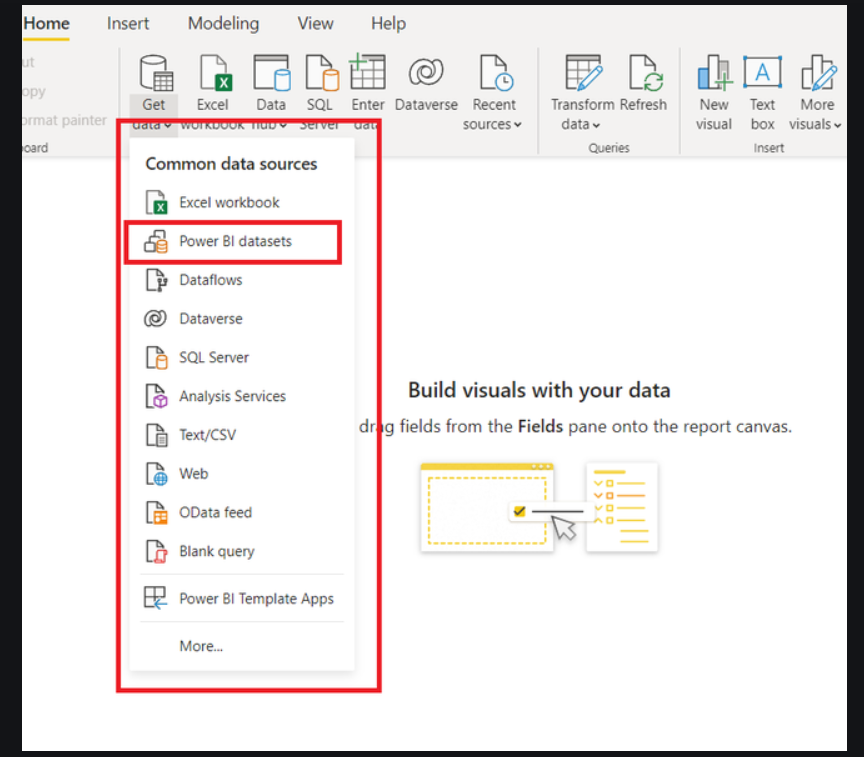 Home Insert Modeling View Help
ut
opy
ormat painter
oard
Get data
Excel workbook
Data hub
SQL Server
Enter data
Dataverse
Recent sources
Transform data
Refresh
Queries
New visual
Text box
More visuals
Insert
Common data sources
Excel workbook
Power BI datasets
Dataflows
Dataverse
SQL Server
Analysis Services
Text/CSV
Web
OData feed
Blank query
Power BI Template Apps
More...
Build visuals with your data
drag fields from the Fields pane onto the report canvas.